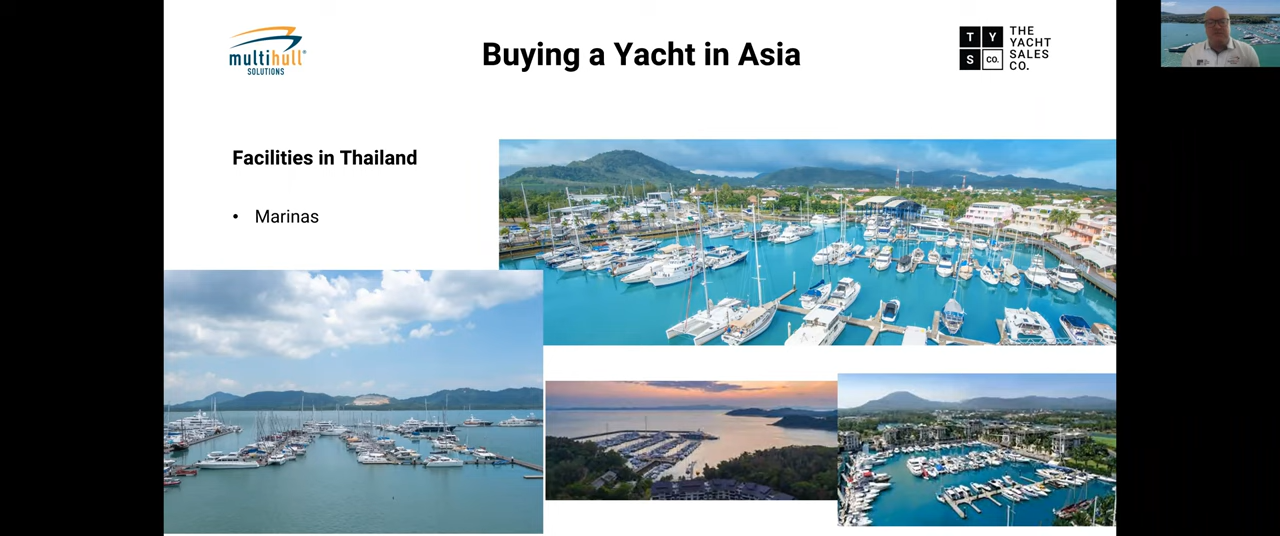 multihull®
SOLUTIONS
Buying a Yacht in Asia
T Y
S CO.
THE
YACHT
SALES
CO.
Facilities in Thailand
• Marinas